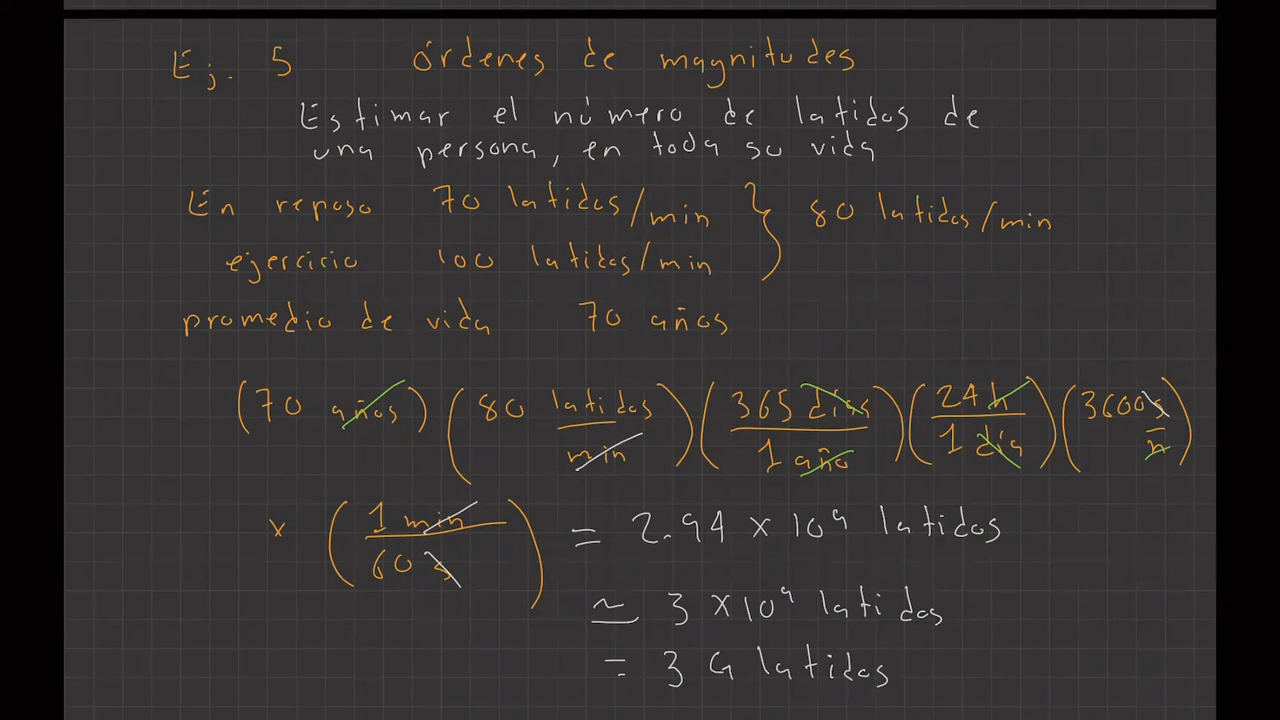 Ej. 5 órdenes de magnitudes
Estimar el número de latidos de
una persona, en toda su vida
En reposo 70 latidos/min } 80 latidos/min
ejercicio 100 latidos/min
promedio de vida 70 años
(70 años) (80 latidos/min) (365 días/1 año) (24 h/1 día) (3600 s/h)
x (1 min/60 s) = 2.94 x 10⁹ latidos
≃ 3 x 10⁹ latidos
= 3 G latidos